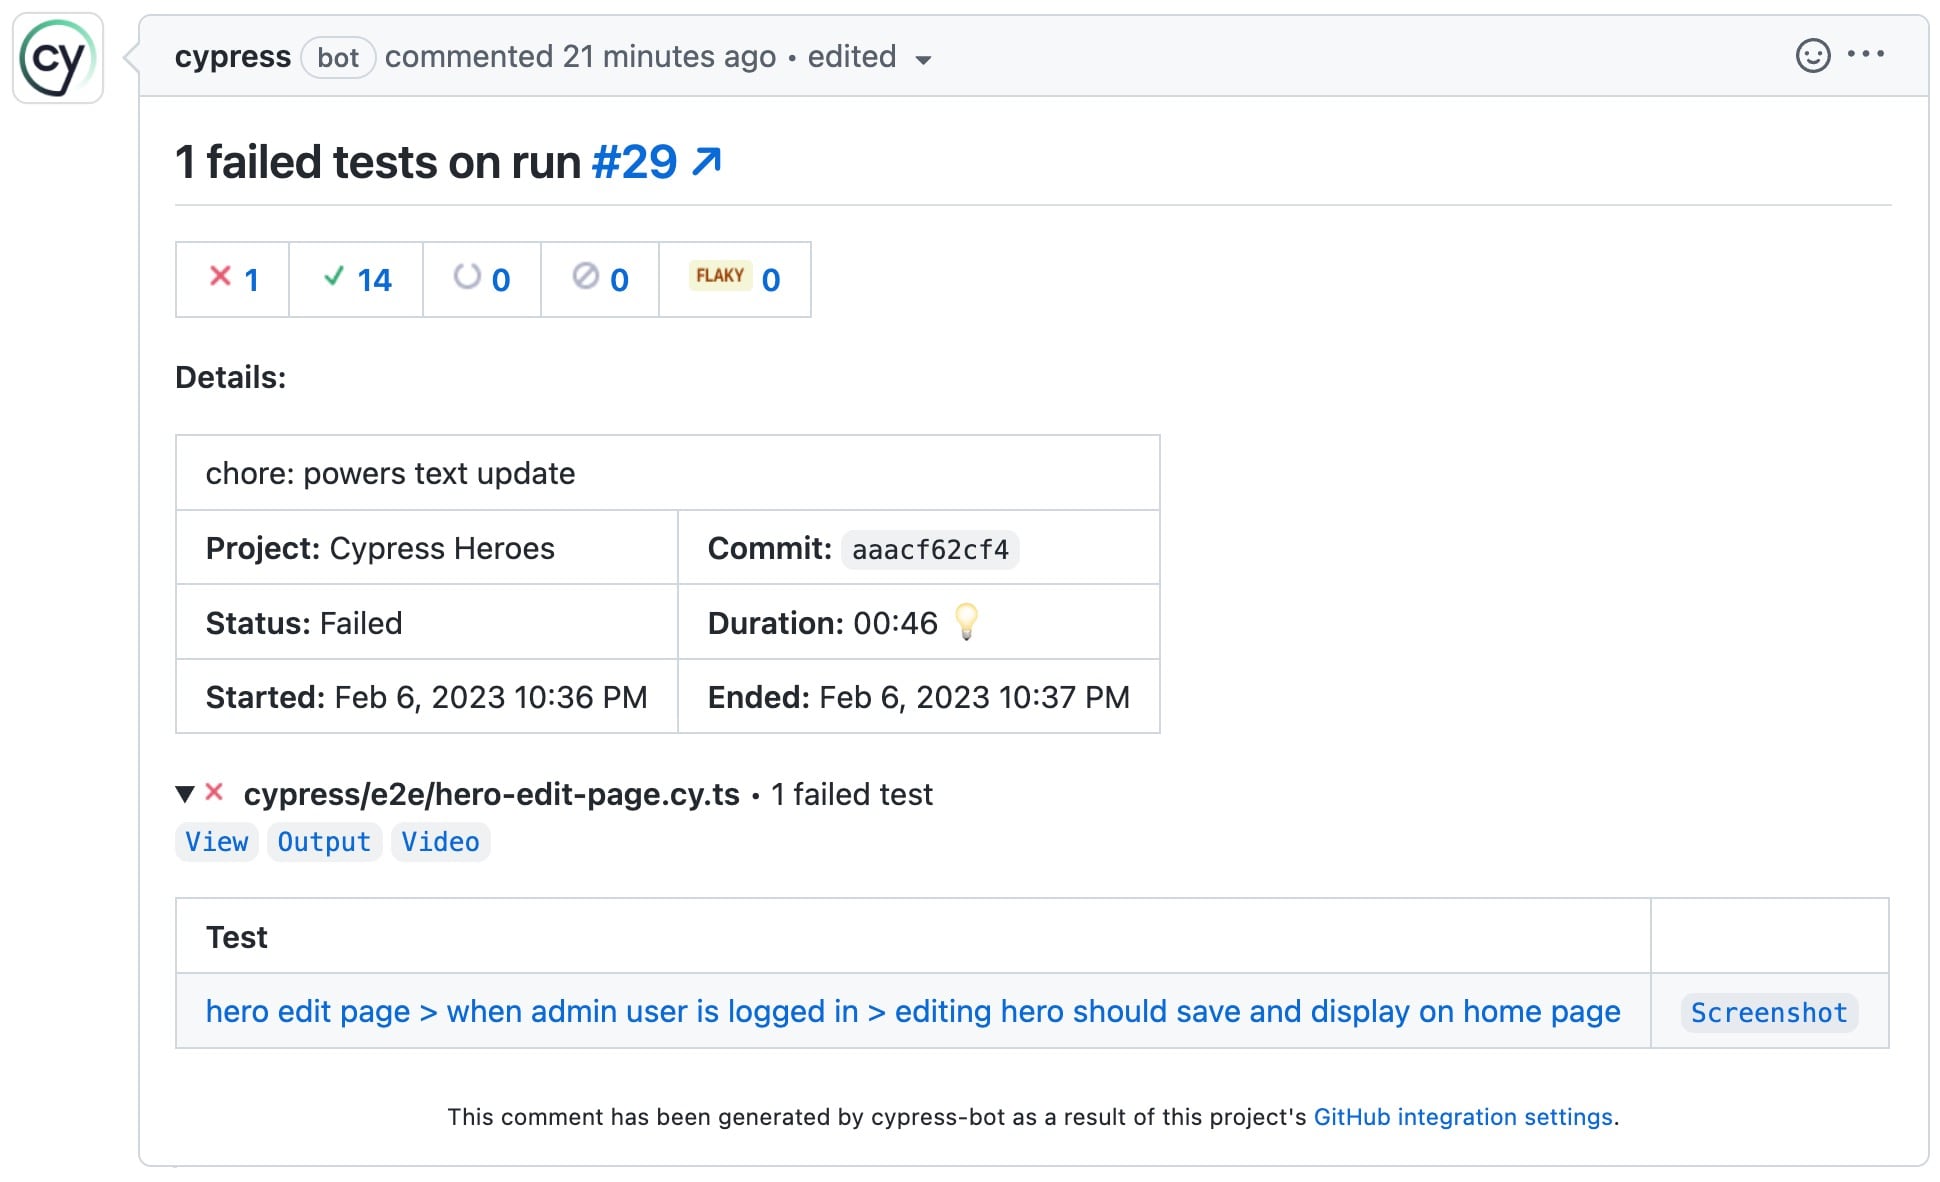 cy
cypress bot commented 21 minutes ago • edited
1 failed tests on run #29
1 14 0 0 FLAKY 0
Details:
chore: powers text update
Project: Cypress Heroes Commit: aaacf62cf4
Status: Failed Duration: 00:46
Started: Feb 6, 2023 10:36 PM Ended: Feb 6, 2023 10:37 PM
cypress/e2e/hero-edit-page.cy.ts • 1 failed test
View Output Video
Test
hero edit page > when admin user is logged in > editing hero should save and display on home page Screenshot
This comment has been generated by cypress-bot as a result of this project's GitHub integration settings.